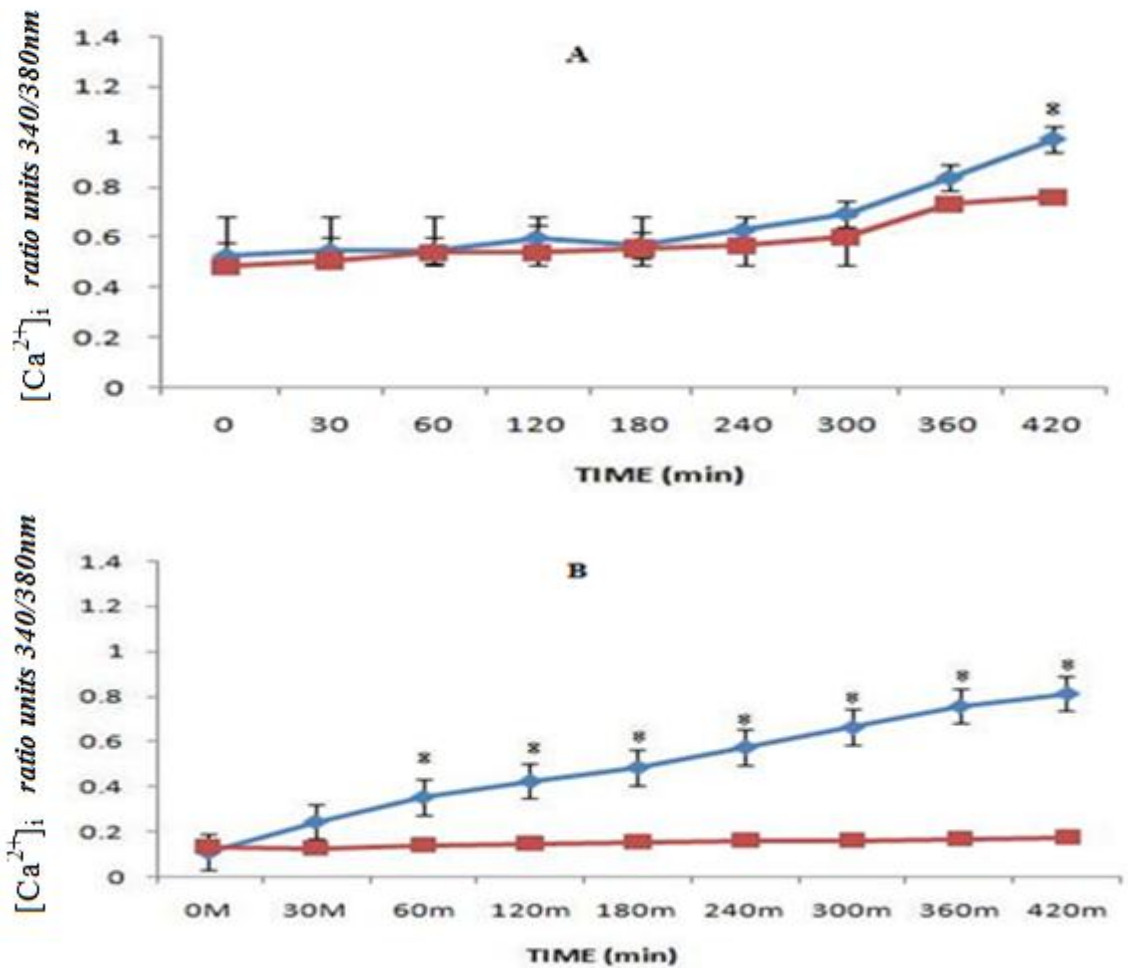 A
[Ca2+]i ratio units 340/380nm
1.4
1.2
1
0.8
0.6
0.4
0.2
0
*
0 30 60 120 180 240 300 360 420
TIME (min)
B
[Ca2+]i ratio units 340/380nm
1.4
1.2
1
0.8
0.6
0.4
0.2
0
* * * * * * *
0M 30M 60m 120m 180m 240m 300m 360m 420m
TIME (min)